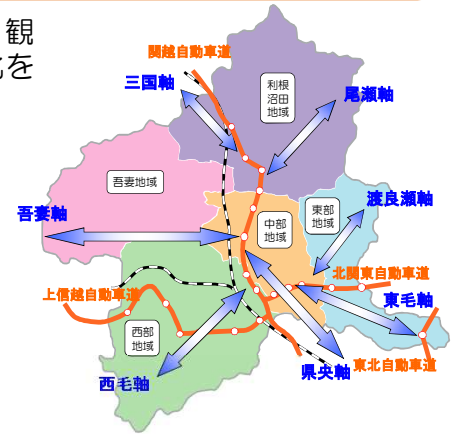 観
化を
関越自動車道
三国軸
利根
沼田
地域
尾瀬軸
吾妻地域
渡良瀬軸
吾妻軸
中部
地域
東部
地域
北関東自動車道
上信越自動車道
東毛軸
西部
地域
西毛軸
県央軸
東北自動車道